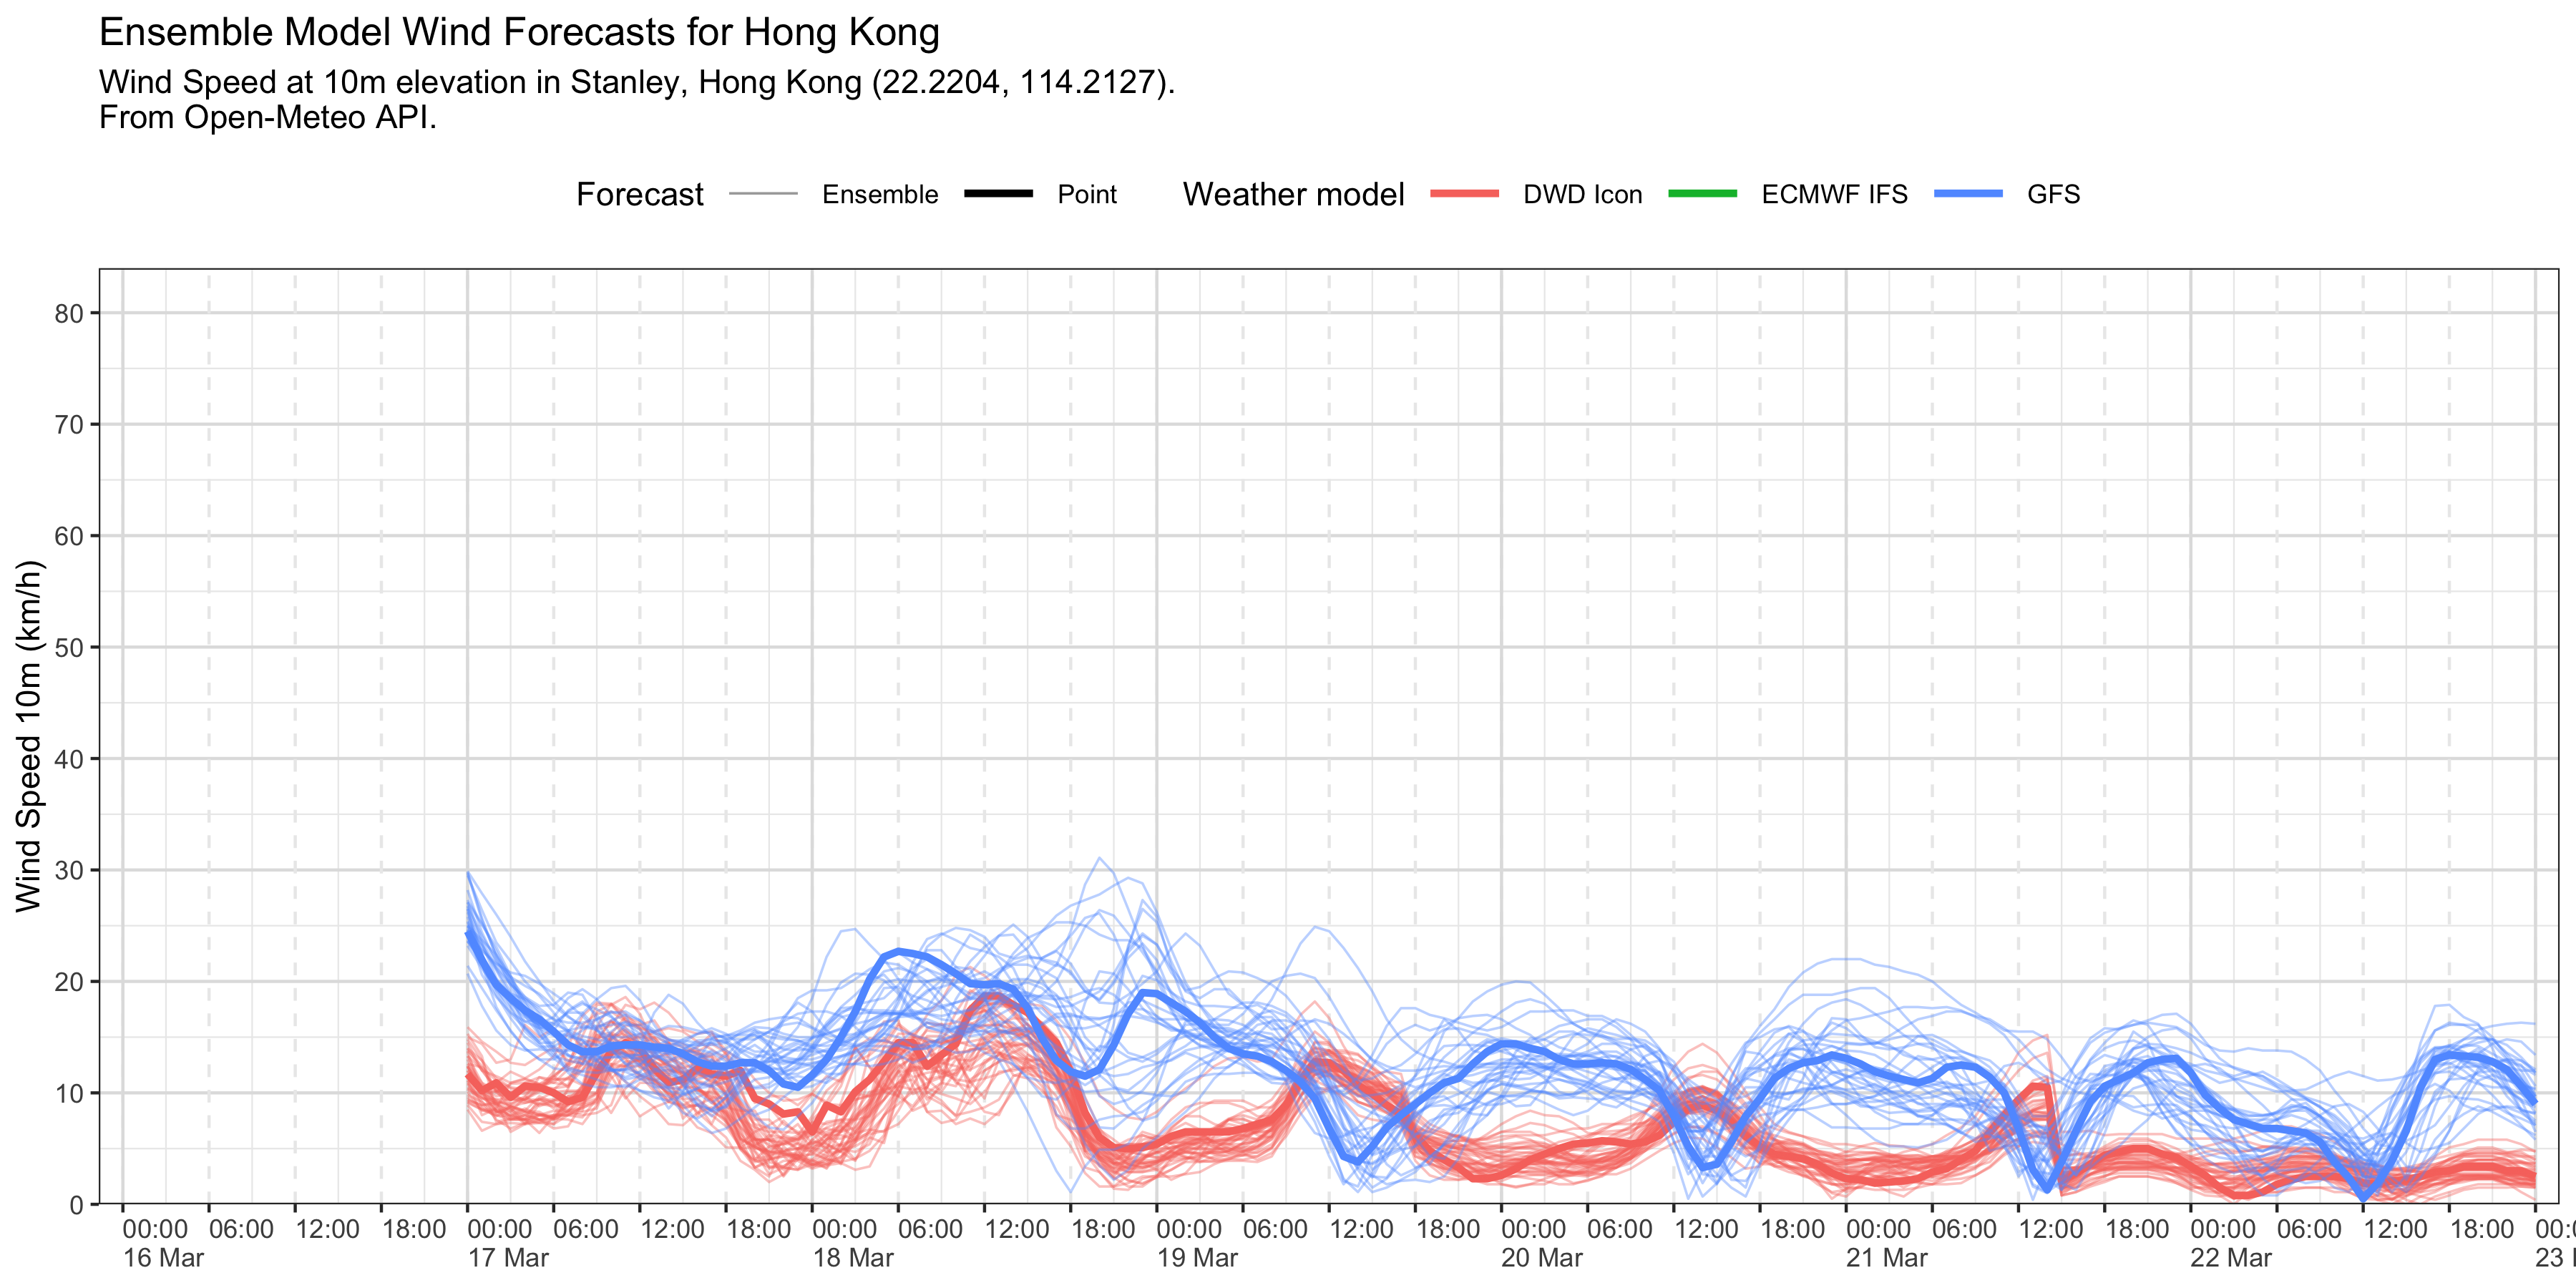 Ensemble Model Wind Forecasts for Hong Kong
Wind Speed at 10m elevation in Stanley, Hong Kong (22.2204, 114.2127).
From Open-Meteo API.
Forecast Ensemble Point Weather model DWD Icon ECMWF IFS GFS
Wind Speed 10m (km/h)
80
70
60
50
40
30
20
10
0
00:00 06:00 12:00 18:00 00:00 06:00 12:00 18:00 00:00 06:00 12:00 18:00 00:00 06:00 12:00 18:00 00:00 06:00 12:00 18:00 00:00 06:00 12:00 18:00 00:00 06:00 12:00 18:00
16 Mar 17 Mar 18 Mar 19 Mar 20 Mar 21 Mar 22 Mar 23